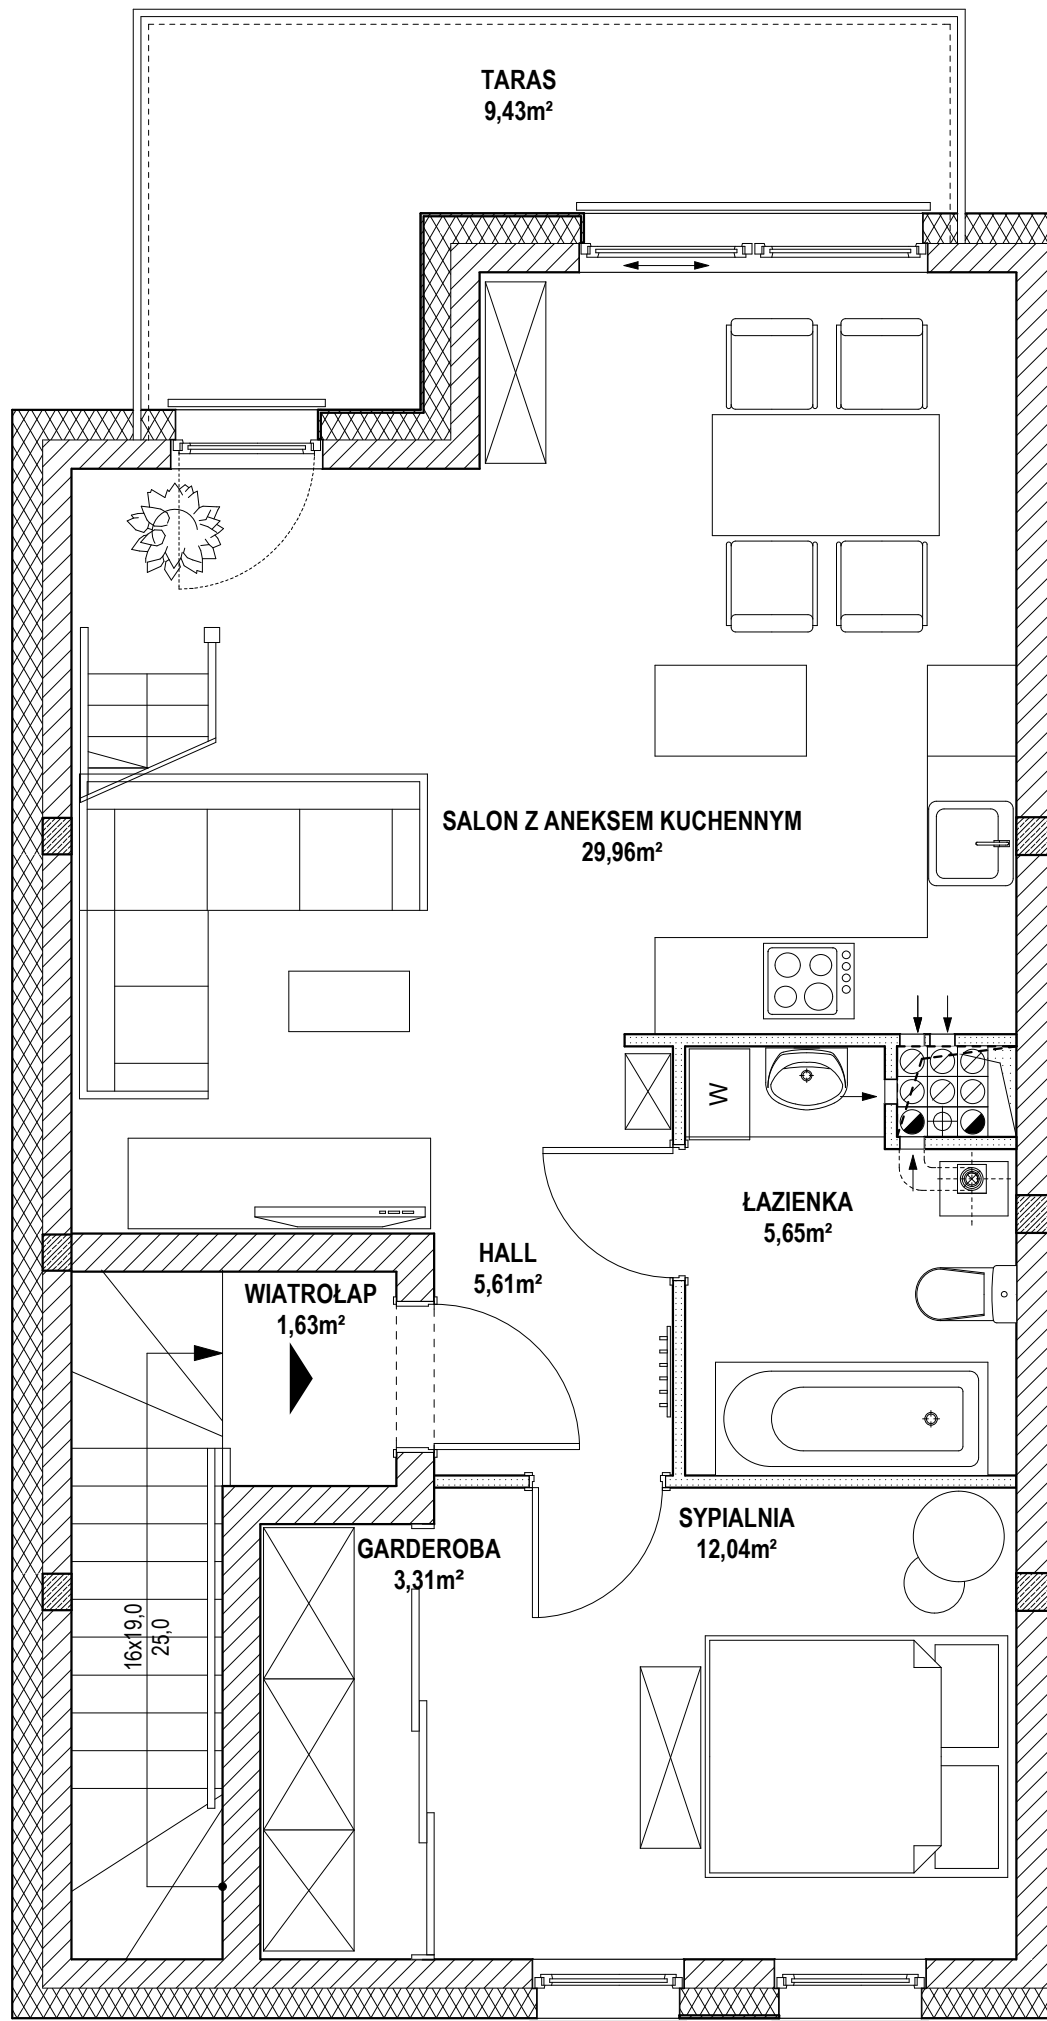 TARAS
9,43m²
SALON Z ANEKSEM KUCHENNYM
29,96m²
W
ŁAZIENKA
5,65m²
HALL
5,61m²
WIATROŁAP
1,63m²
SYPIALNIA
12,04m²
GARDEROBA
3,31m²
16x19,0
25,0